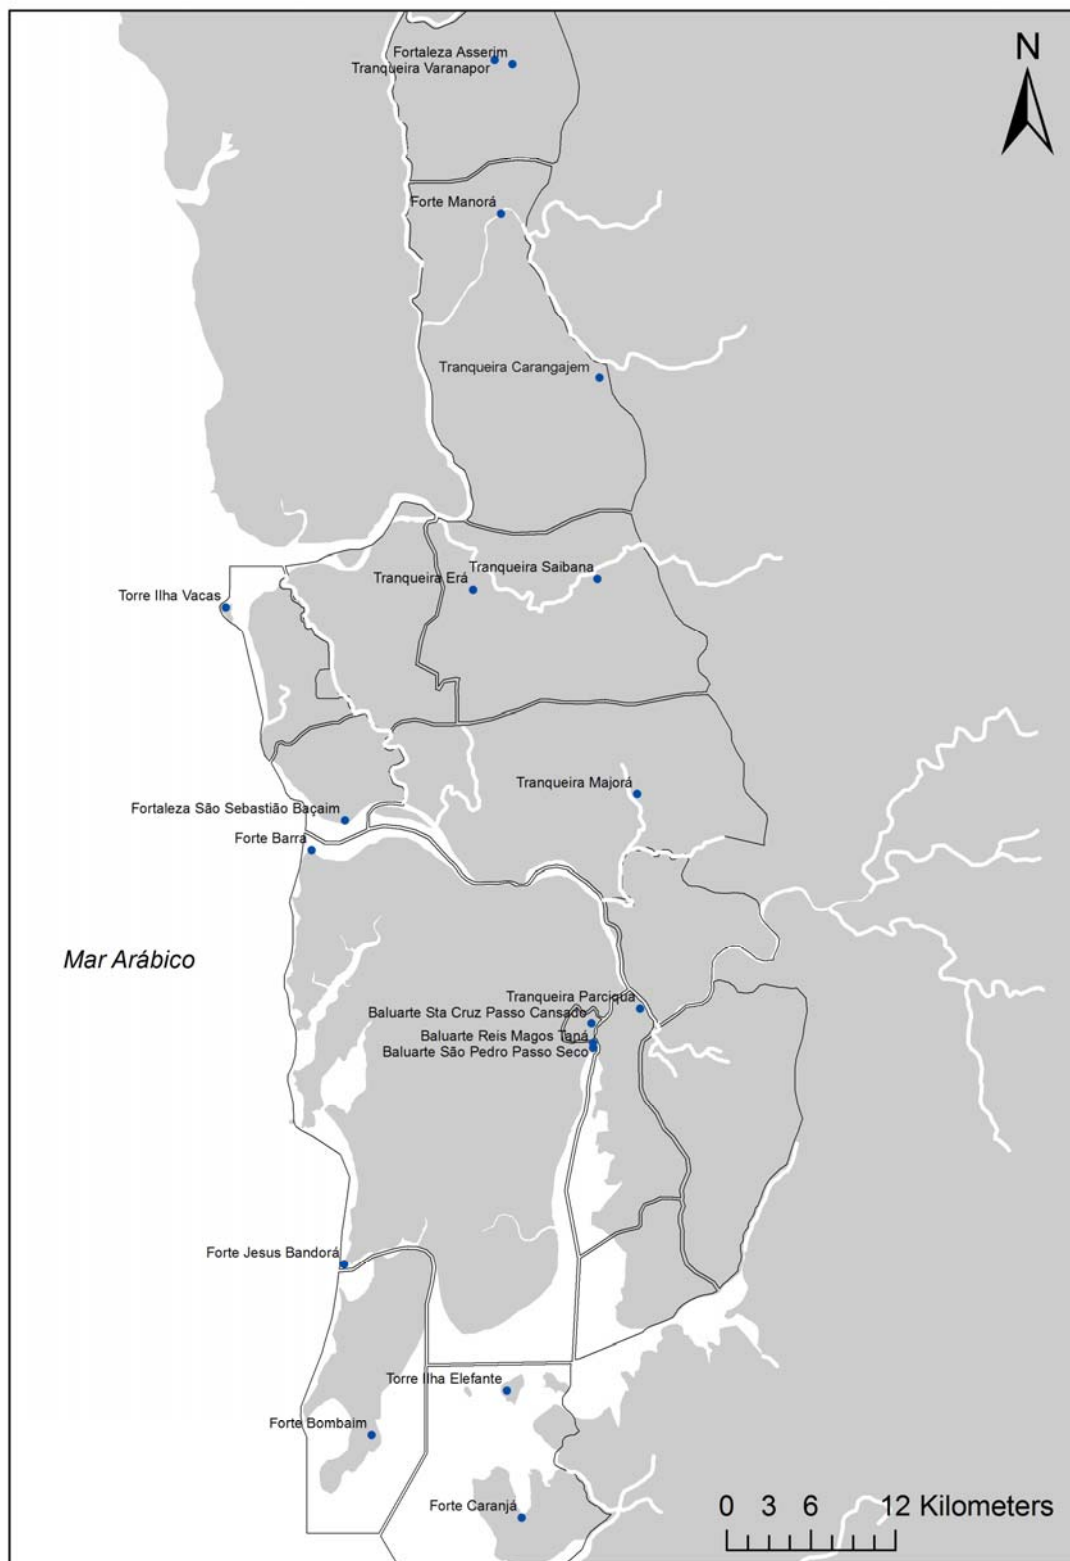 N
Fortaleza Asserim
Tranqueira Varanapor
Forte Manorá
Tranqueira Carangajem
Tranqueira Saibana
Tranqueira Erá
Torre Ilha Vacas
Tranqueira Majorá
Fortaleza São Sebastião Baçaim
Forte Barra
Mar Arábico
Tranqueira Parciqua
Baluarte Sta Cruz Passo Cansado
Baluarte Reis Magos Taná
Baluarte São Pedro Passo Seco
Forte Jesus Bandorá
Torre Ilha Elefante
Forte Bombaim
Forte Caranjá
0 3 6 12 Kilometers